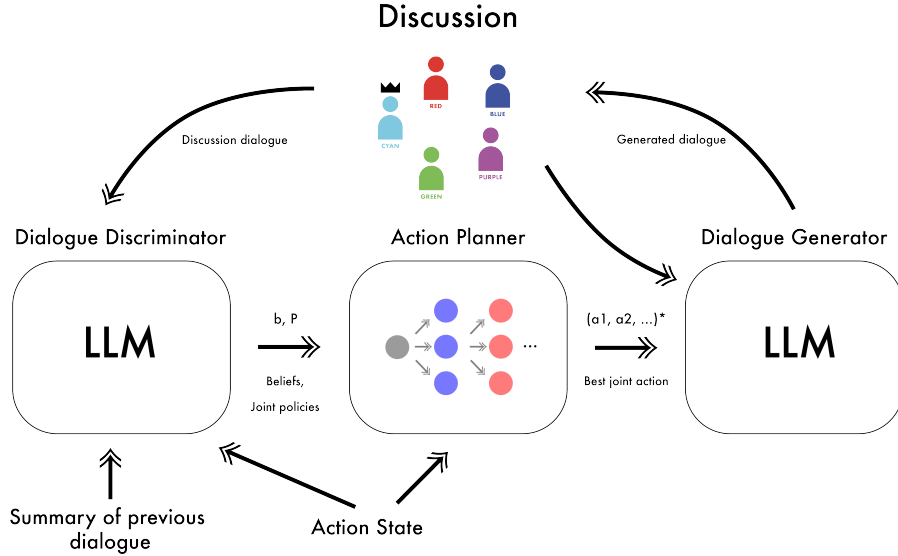 Discussion
RED
BLUE
CYAN
PURPLE
GREEN
Discussion dialogue
Generated dialogue
Dialogue Discriminator
Action Planner
Dialogue Generator
LLM
b, P
Beliefs,
Joint policies
...
(a1, a2, ...)*
Best joint action
LLM
Summary of previous
dialogue
Action State